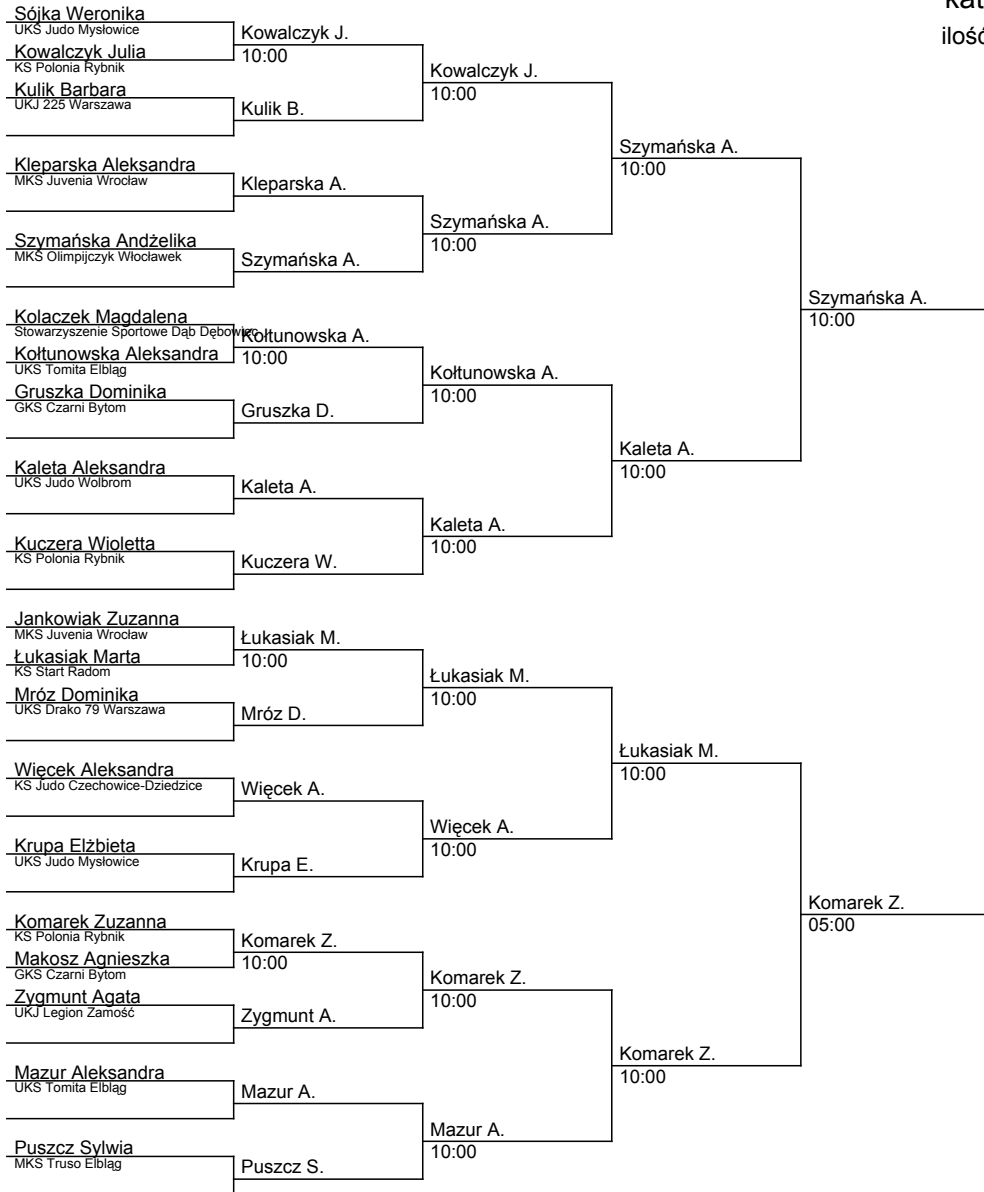 kat
ilość
Sójka Weronika
UKS Judo Mysłowice
Kowalczyk Julia
KS Polonia Rybnik
Kulik Barbara
UKJ 225 Warszawa
Kleparska Aleksandra
MKS Juvenia Wrocław
Szymańska Andżelika
MKS Olimpijczyk Włocławek
Kolaczek Magdalena
Stowarzyszenie Sportowe Dąb Dębowiec
Kołtunowska Aleksandra
UKS Tomita Elbląg
Gruszka Dominika
GKS Czarni Bytom
Kaleta Aleksandra
UKS Judo Wolbrom
Kuczera Wioletta
KS Polonia Rybnik
Jankowiak Zuzanna
MKS Juvenia Wrocław
Łukasiak Marta
KS Start Radom
Mróz Dominika
UKS Drako 79 Warszawa
Więcek Aleksandra
KS Judo Czechowice-Dziedzice
Krupa Elżbieta
UKS Judo Mysłowice
Komarek Zuzanna
KS Polonia Rybnik
Makosz Agnieszka
GKS Czarni Bytom
Zygmunt Agata
UKJ Legion Zamość
Mazur Aleksandra
UKS Tomita Elbląg
Puszcz Sylwia
MKS Truso Elbląg
Kowalczyk J.
10:00
Kulik B.
Kleparska A.
Szymańska A.
Kołtunowska A.
10:00
Gruszka D.
Kaleta A.
Kuczera W.
Łukasiak M.
10:00
Mróz D.
Więcek A.
Krupa E.
Komarek Z.
10:00
Zygmunt A.
Mazur A.
Puszcz S.
Kowalczyk J.
10:00
Szymańska A.
10:00
Kołtunowska A.
10:00
Kaleta A.
10:00
Łukasiak M.
10:00
Więcek A.
10:00
Komarek Z.
10:00
Mazur A.
10:00
Szymańska A.
10:00
Kaleta A.
10:00
Łukasiak M.
10:00
Komarek Z.
10:00
Szymańska A.
10:00
Komarek Z.
05:00